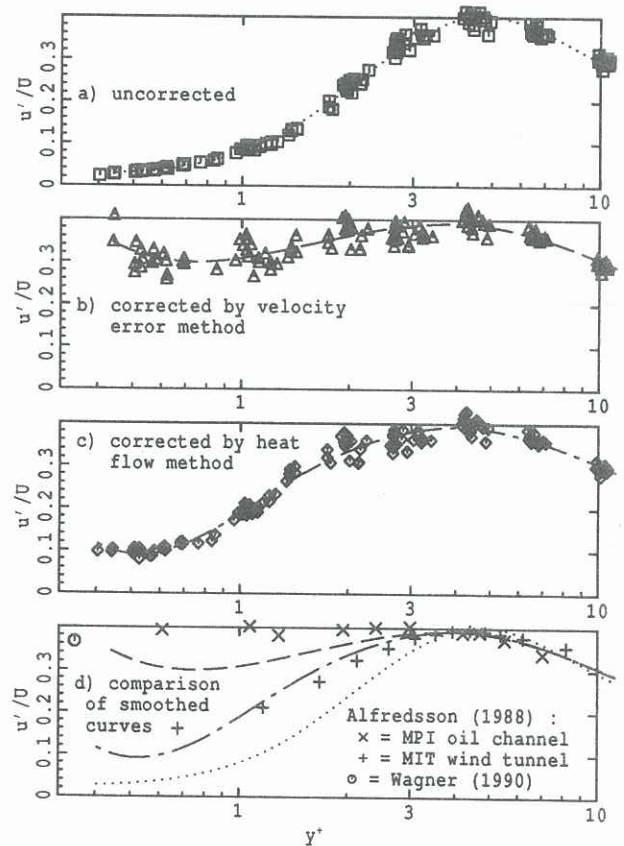 u'/U
0.3
0.2
0.1
0
a) uncorrected
1
3
10
u'/U
0.3
0.2
0.1
0
b) corrected by velocity
error method
1
3
10
u'/U
0.3
0.2
0.1
0
c) corrected by heat
flow method
1
3
10
u'/U
0.3
0.2
0.1
0
d) comparison
of smoothed
curves
Alfredsson (1988) :
× = MPI oil channel
+ = MIT wind tunnel
⊙ = Wagner (1990)
1
3
10
y+